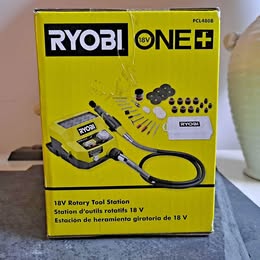 PCL480B
RYOBI 18V ONE+
RYOBI
RYOBI
18V Rotary Tool Station
Station d'outils rotatifs 18 V
Estación de herramienta giratoria de 18 V